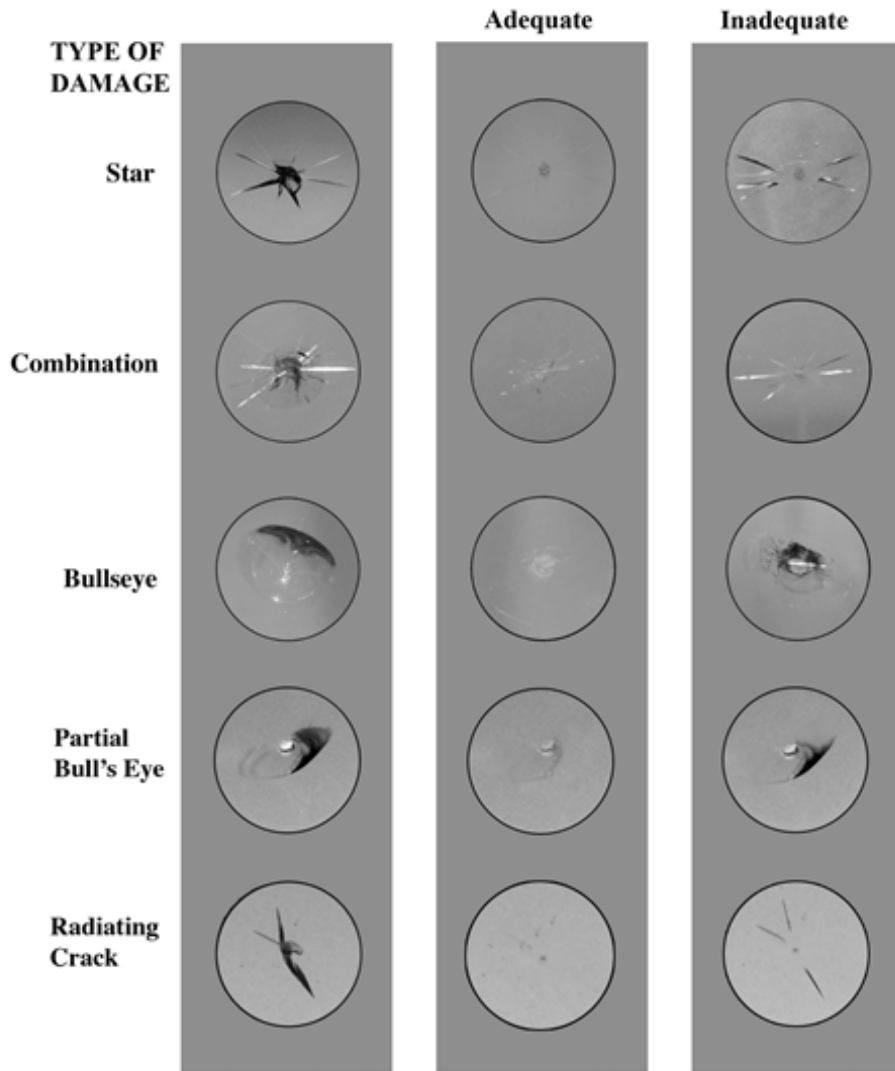 Adequate
Inadequate
TYPE OF
DAMAGE
Star
Combination
Bullseye
Partial
Bull's Eye
Radiating
Crack